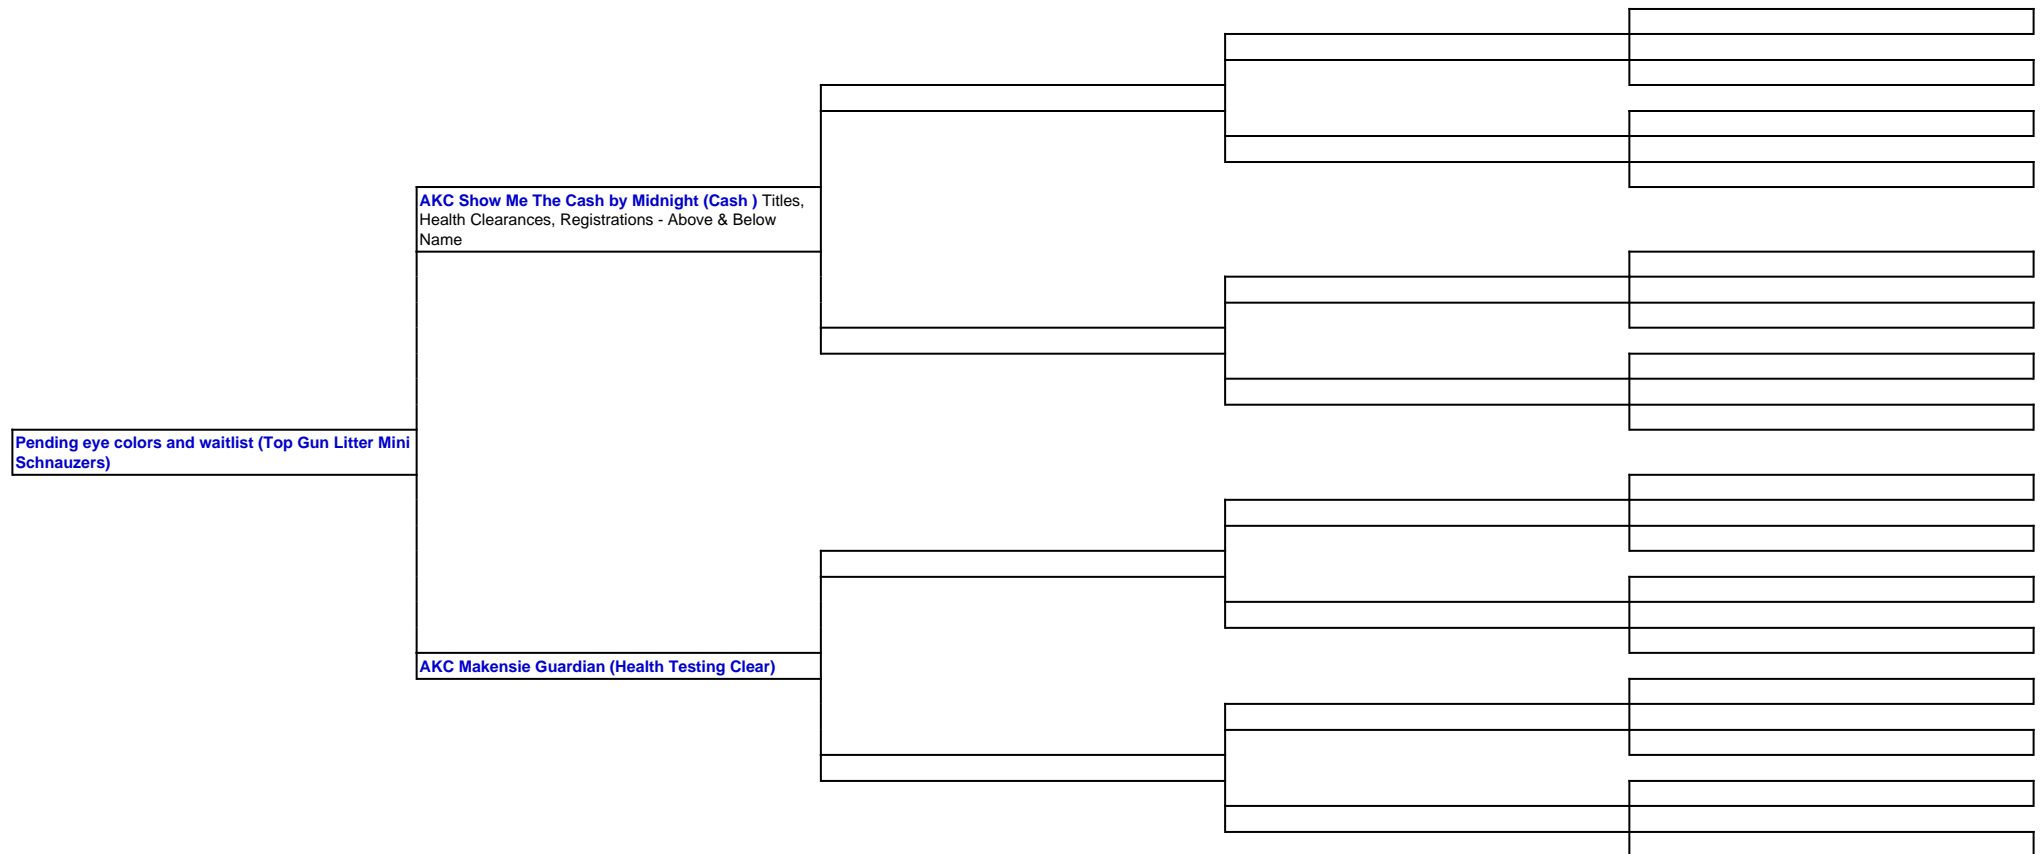 AKC Show Me The Cash by Midnight (Cash ) Titles,
Health Clearances, Registrations - Above & Below
Name
Pending eye colors and waitlist (Top Gun Litter Mini
Schnauzers)
AKC Makensie Guardian (Health Testing Clear)